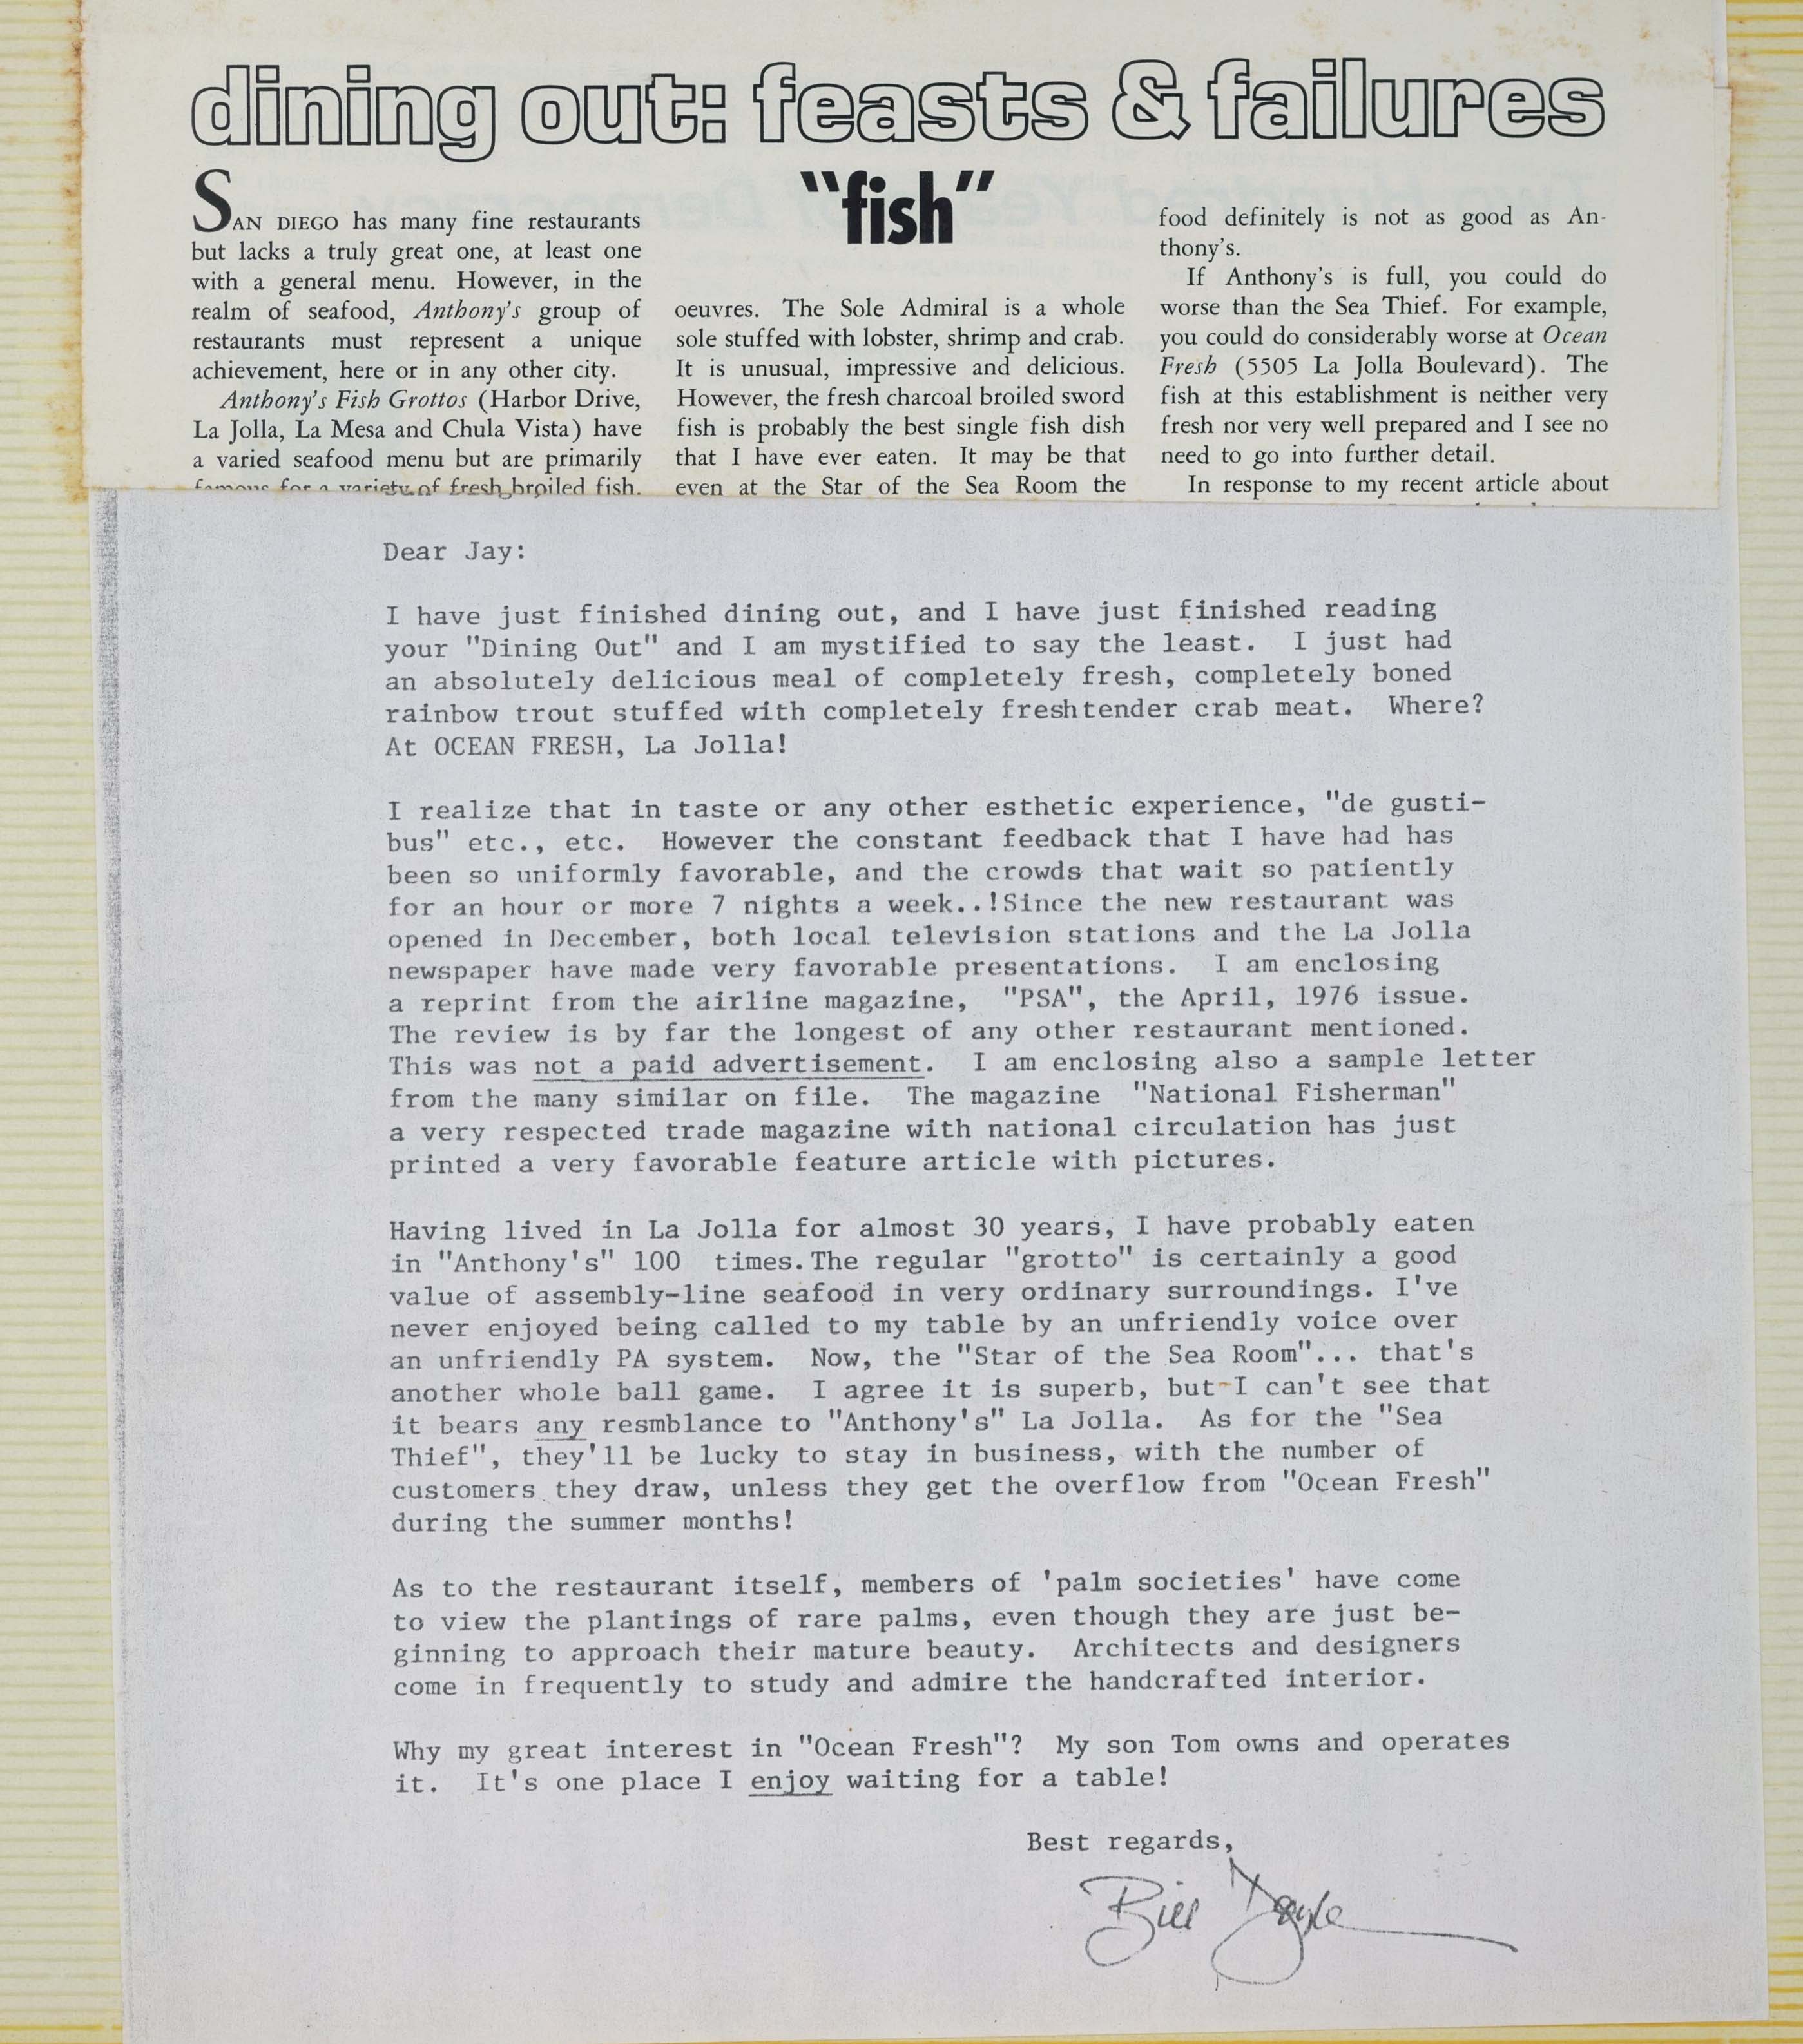 dining out: feasts & failures
"fish"
SAN DIEGO has many fine restaurants
but lacks a truly great one, at least one
with a general menu. However, in the
realm of seafood, Anthony's group of
restaurants must represent a unique
achievement, here or in any other city.
Anthony's Fish Grottos (Harbor Drive,
La Jolla, La Mesa and Chula Vista) have
a varied seafood menu but are primarily
famous for a variety of fresh broiled fish.
oeuvres. The Sole Admiral is a whole
sole stuffed with lobster, shrimp and crab.
It is unusual, impressive and delicious.
However, the fresh charcoal broiled sword
fish is probably the best single fish dish
that I have ever eaten. It may be that
even at the Star of the Sea Room the
food definitely is not as good as An-
thony's.
If Anthony's is full, you could do
worse than the Sea Thief. For example,
you could do considerably worse at Ocean
Fresh (5505 La Jolla Boulevard). The
fish at this establishment is neither very
fresh nor very well prepared and I see no
need to go into further detail.
In response to my recent article about
Dear Jay:
I have just finished dining out, and I have just finished reading
your "Dining Out" and I am mystified to say the least. I just had
an absolutely delicious meal of completely fresh, completely boned
rainbow trout stuffed with completely freshtender crab meat. Where?
At OCEAN FRESH, La Jolla!
I realize that in taste or any other esthetic experience, "de gusti-
bus" etc., etc. However the constant feedback that I have had has
been so uniformly favorable, and the crowds that wait so patiently
for an hour or more 7 nights a week..!Since the new restaurant was
opened in December, both local television stations and the La Jolla
newspaper have made very favorable presentations. I am enclosing
a reprint from the airline magazine, "PSA", the April, 1976 issue.
The review is by far the longest of any other restaurant mentioned.
This was not a paid advertisement. I am enclosing also a sample letter
from the many similar on file. The magazine "National Fisherman"
a very respected trade magazine with national circulation has just
printed a very favorable feature article with pictures.
Having lived in La Jolla for almost 30 years, I have probably eaten
in "Anthony's" 100 times.The regular "grotto" is certainly a good
value of assembly-line seafood in very ordinary surroundings. I've
never enjoyed being called to my table by an unfriendly voice over
an unfriendly PA system. Now, the "Star of the Sea Room"... that's
another whole ball game. I agree it is superb, but I can't see that
it bears any resmblance to "Anthony's" La Jolla. As for the "Sea
Thief", they'll be lucky to stay in business, with the number of
customers they draw, unless they get the overflow from "Ocean Fresh"
during the summer months!
As to the restaurant itself, members of 'palm societies' have come
to view the plantings of rare palms, even though they are just be-
ginning to approach their mature beauty. Architects and designers
come in frequently to study and admire the handcrafted interior.
Why my great interest in "Ocean Fresh"? My son Tom owns and operates
it. It's one place I enjoy waiting for a table!
Best regards,
Bill Doyle